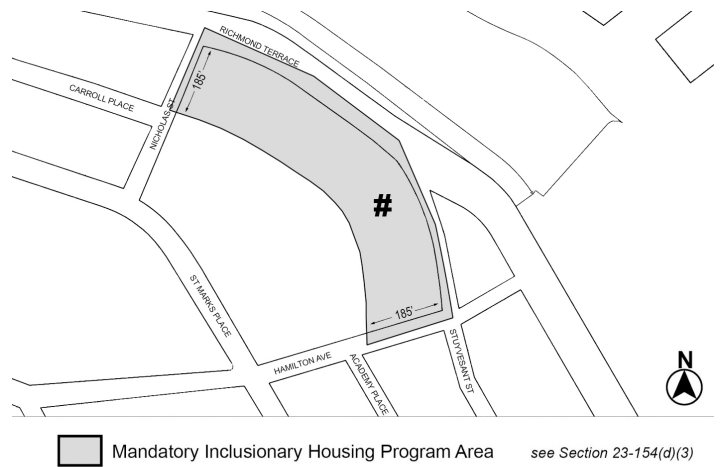 RICHMOND TERRACE
185'
CARROLL PLACE
NICHOLAS ST
#
ST MARKS PLACE
185'
HAMILTON AVE
ACADEMY PLACE
STUYVESANT ST
N
Mandatory Inclusionary Housing Program Area see Section 23-154(d)(3)